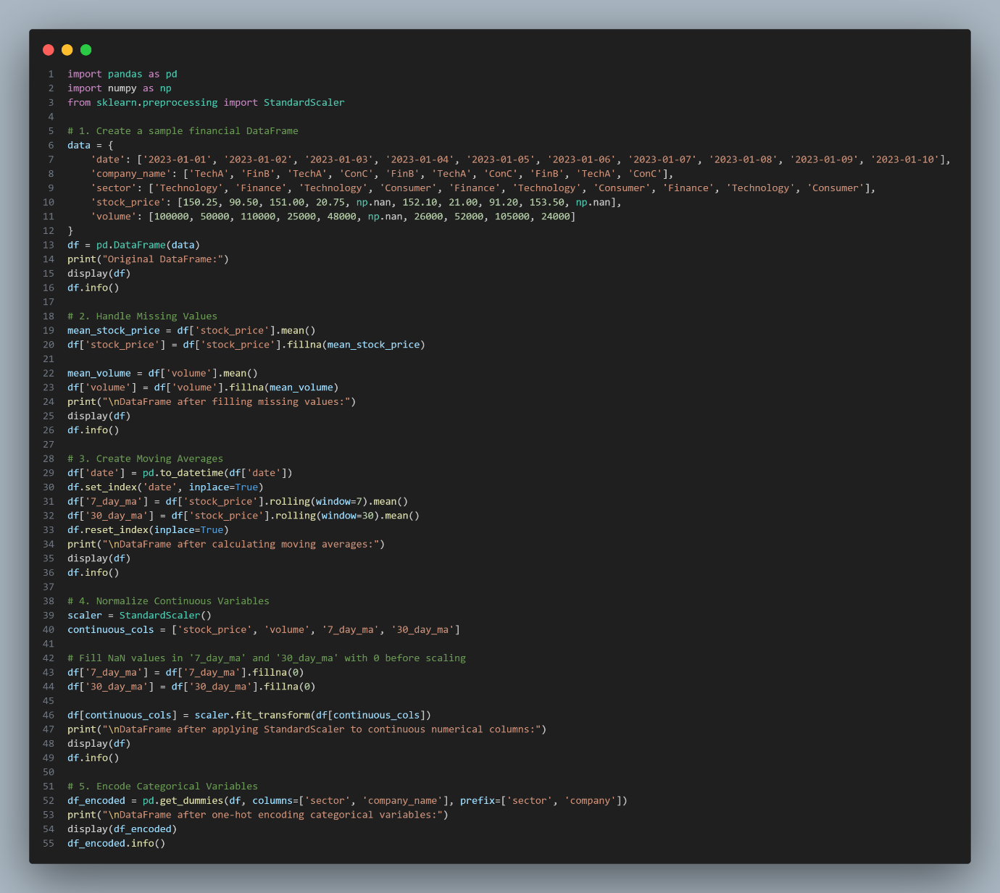 1 import pandas as pd
2 import numpy as np
3 from sklearn.preprocessing import StandardScaler
4
5 # 1. Create a sample financial DataFrame
6 data = {
7     'date': ['2023-01-01', '2023-01-02', '2023-01-03', '2023-01-04', '2023-01-05', '2023-01-06', '2023-01-07', '2023-01-08', '2023-01-09', '2023-01-10'],
8     'company_name': ['TechA', 'FinB', 'TechA', 'ConC', 'FinB', 'TechA', 'ConC', 'FinB', 'TechA', 'ConC'],
9     'sector': ['Technology', 'Finance', 'Technology', 'Consumer', 'Finance', 'Technology', 'Consumer', 'Finance', 'Technology', 'Consumer'],
10     'stock_price': [150.25, 90.50, 151.00, 20.75, np.nan, 152.10, 21.00, 91.20, 153.50, np.nan],
11     'volume': [100000, 50000, 110000, 25000, 48000, np.nan, 26000, 52000, 105000, 24000]
12 }
13 df = pd.DataFrame(data)
14 print("Original DataFrame:")
15 display(df)
16 df.info()
17
18 # 2. Handle Missing Values
19 mean_stock_price = df['stock_price'].mean()
20 df['stock_price'] = df['stock_price'].fillna(mean_stock_price)
21
22 mean_volume = df['volume'].mean()
23 df['volume'] = df['volume'].fillna(mean_volume)
24 print("\nDataFrame after filling missing values:")
25 display(df)
26 df.info()
27
28 # 3. Create Moving Averages
29 df['date'] = pd.to_datetime(df['date'])
30 df.set_index('date', inplace=True)
31 df['7_day_ma'] = df['stock_price'].rolling(window=7).mean()
32 df['30_day_ma'] = df['stock_price'].rolling(window=30).mean()
33 df.reset_index(inplace=True)
34 print("\nDataFrame after calculating moving averages:")
35 display(df)
36 df.info()
37
38 # 4. Normalize Continuous Variables
39 scaler = StandardScaler()
40 continuous_cols = ['stock_price', 'volume', '7_day_ma', '30_day_ma']
41
42 # Fill NaN values in '7_day_ma' and '30_day_ma' with 0 before scaling
43 df['7_day_ma'] = df['7_day_ma'].fillna(0)
44 df['30_day_ma'] = df['30_day_ma'].fillna(0)
45
46 df[continuous_cols] = scaler.fit_transform(df[continuous_cols])
47 print("\nDataFrame after applying StandardScaler to continuous numerical columns:")
48 display(df)
49 df.info()
50
51 # 5. Encode Categorical Variables
52 df_encoded = pd.get_dummies(df, columns=['sector', 'company_name'], prefix=['sector', 'company'])
53 print("\nDataFrame after one-hot encoding categorical variables:")
54 display(df_encoded)
55 df_encoded.info()